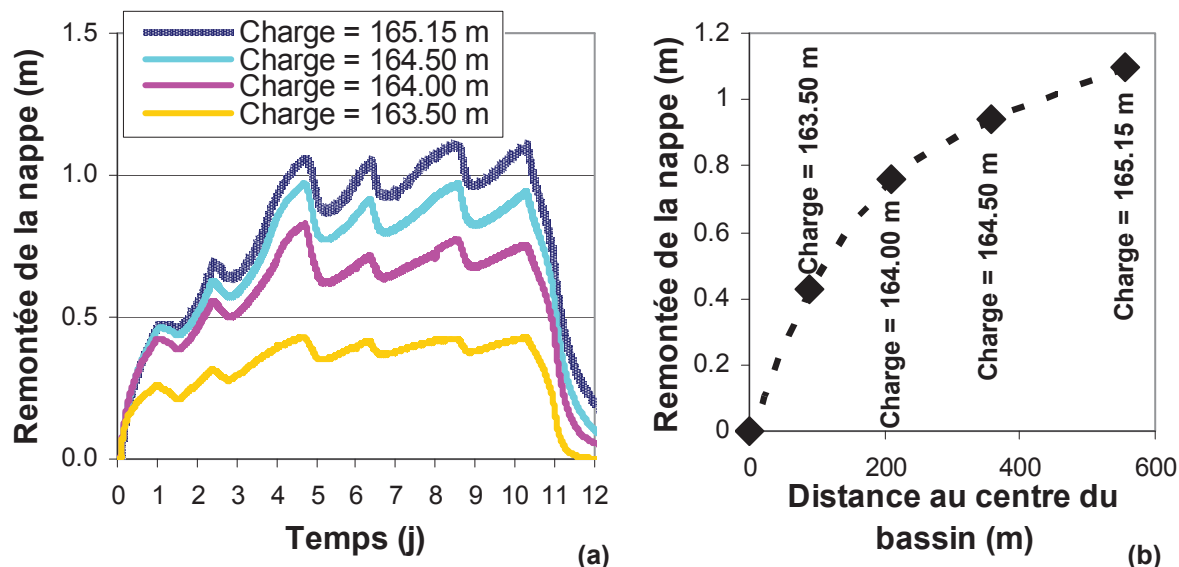 Remontée de la nappe (m)
1.5
1.0
0.5
0.0
Charge = 165.15 m
Charge = 164.50 m
Charge = 164.00 m
Charge = 163.50 m
0 1 2 3 4 5 6 7 8 9 10 11 12
Temps (j)
(a)
Remontée de la nappe (m)
1.2
1
0.8
0.6
0.4
0.2
0
Charge = 163.50 m
Charge = 164.00 m
Charge = 164.50 m
Charge = 165.15 m
0 200 400 600
Distance au centre du
bassin (m)
(b)